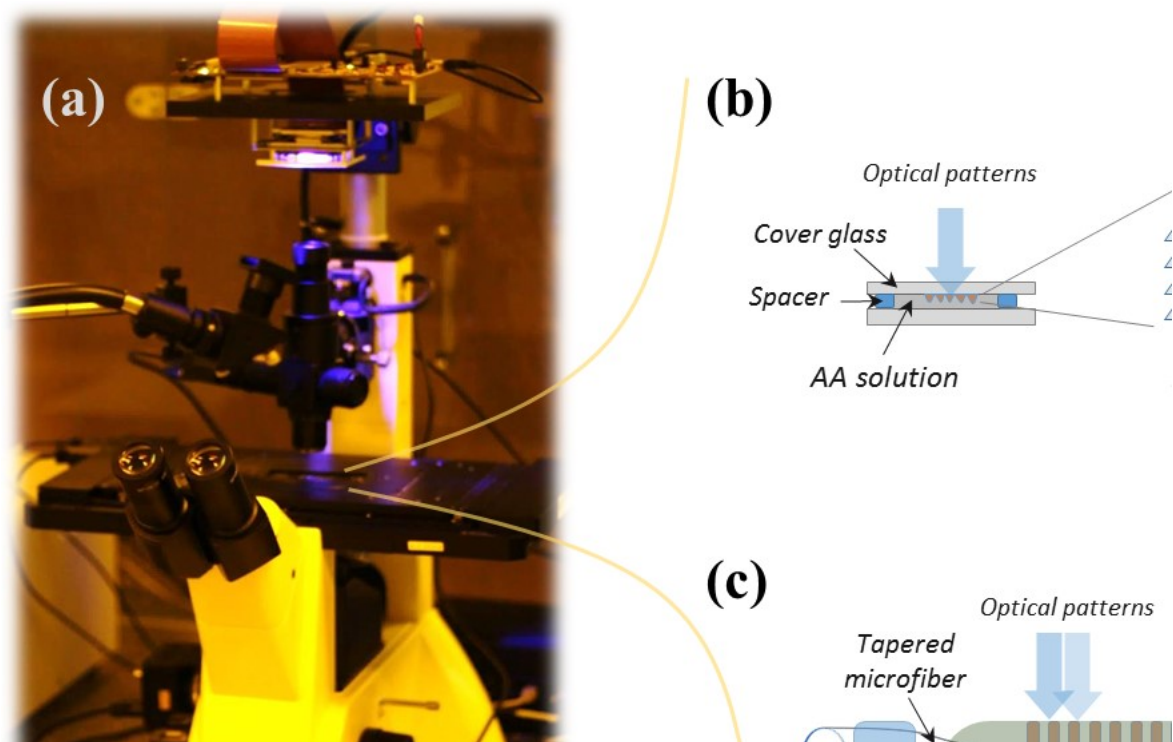 (a)
(b)
Optical patterns
Cover glass
Spacer
AA solution
(c)
Optical patterns
Tapered
microfiber